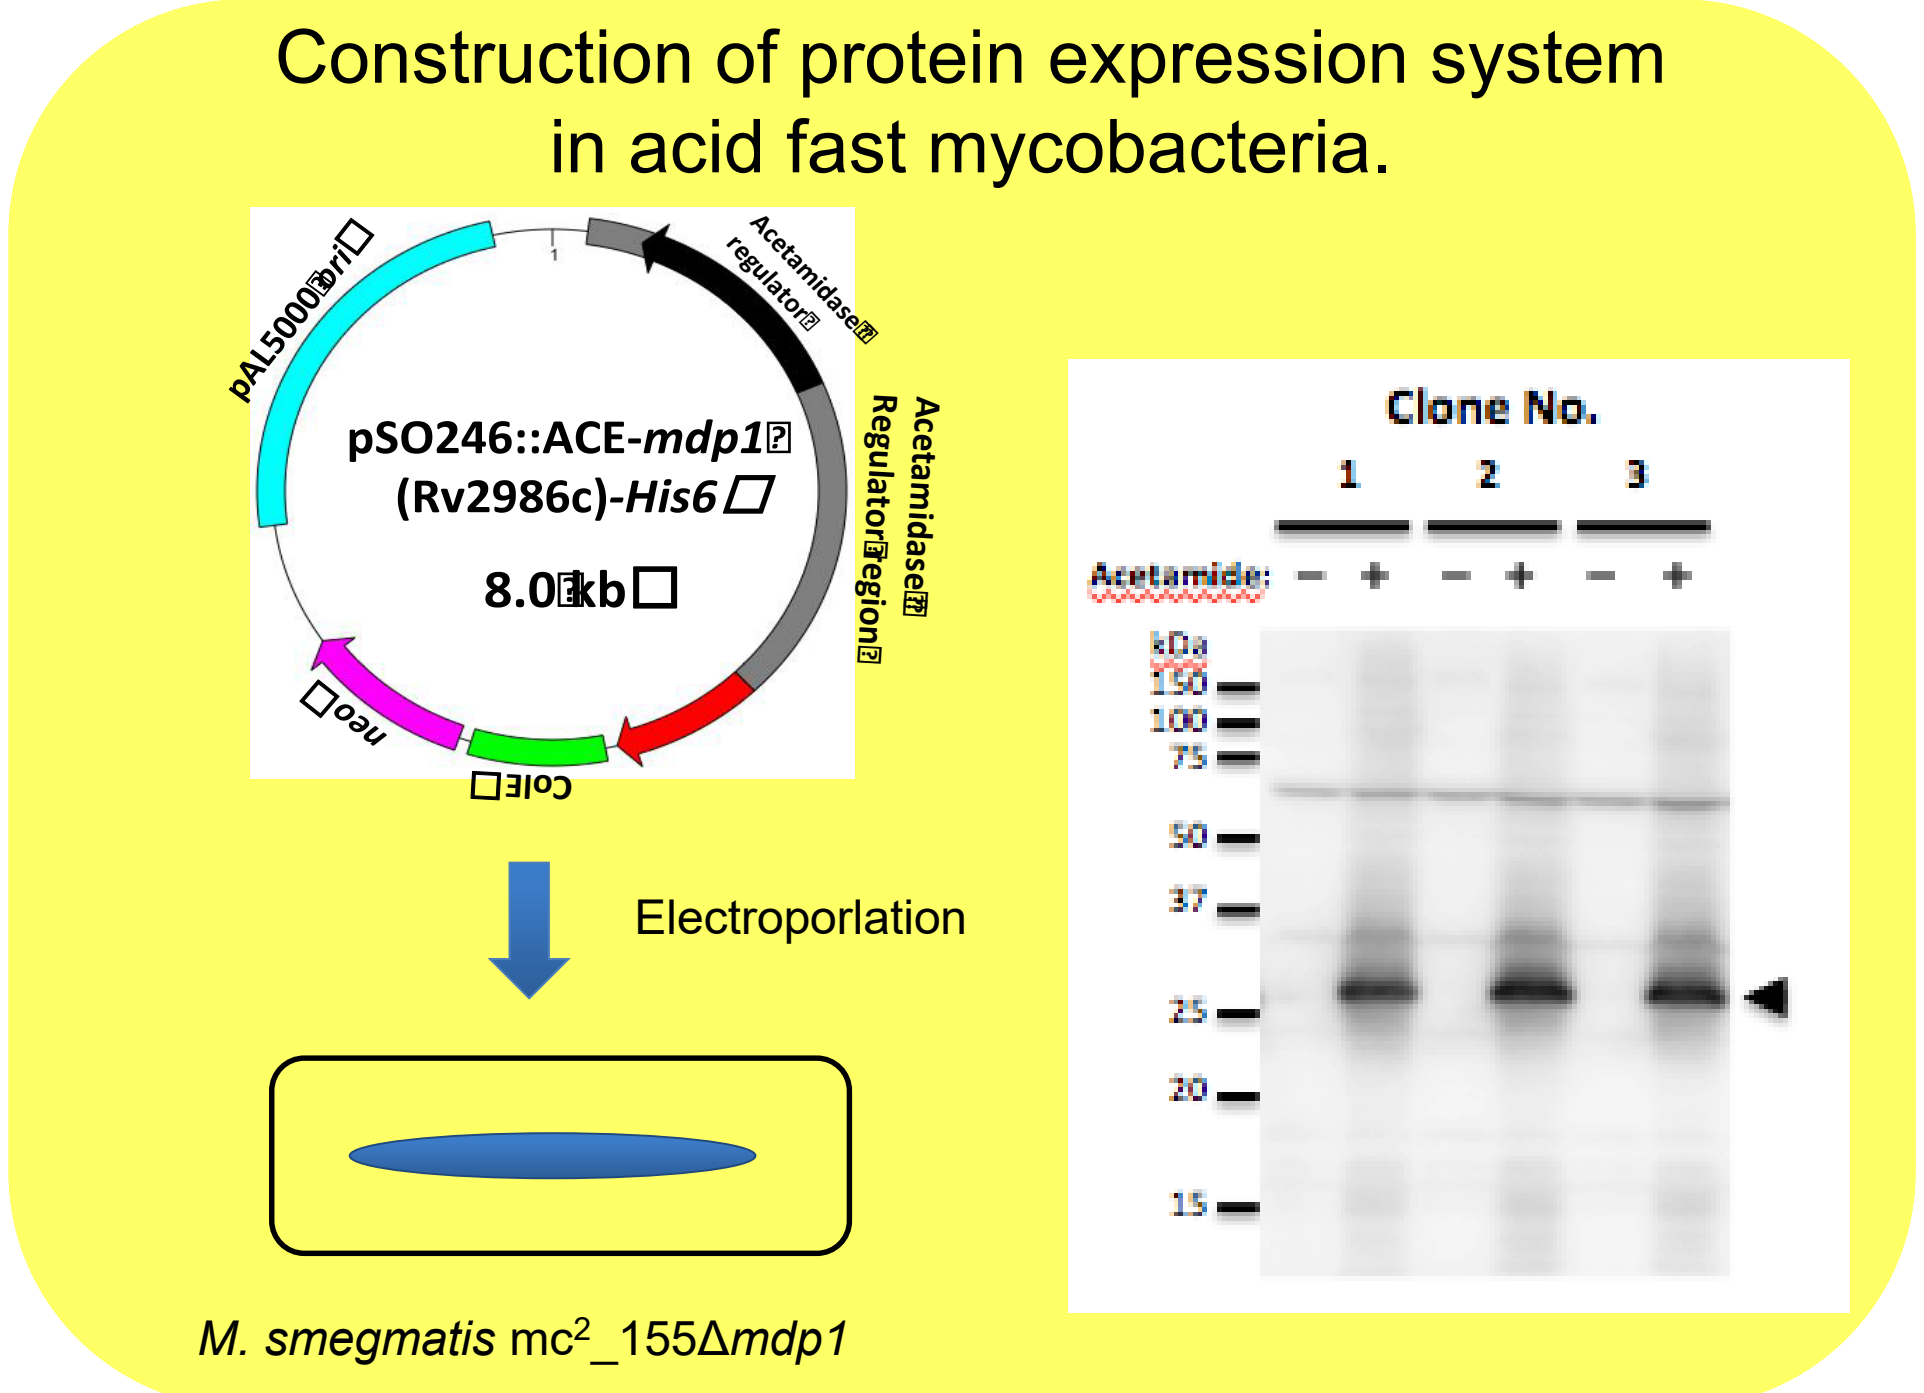 Construction of protein expression system
in acid fast mycobacteria.
pAL5000 ori
1
Acetamidase
regulator
Acetamidase
Regulator region
pSO246::ACE-mdp1
(Rv2986c)-His6
8.0 kb
neo
ColE
Electroporlation
M. smegmatis mc²_155Δmdp1
Clone No.
1 2 3
Acetamide: − + − + − +
kDa
150
100
75
50
37
25
20
15